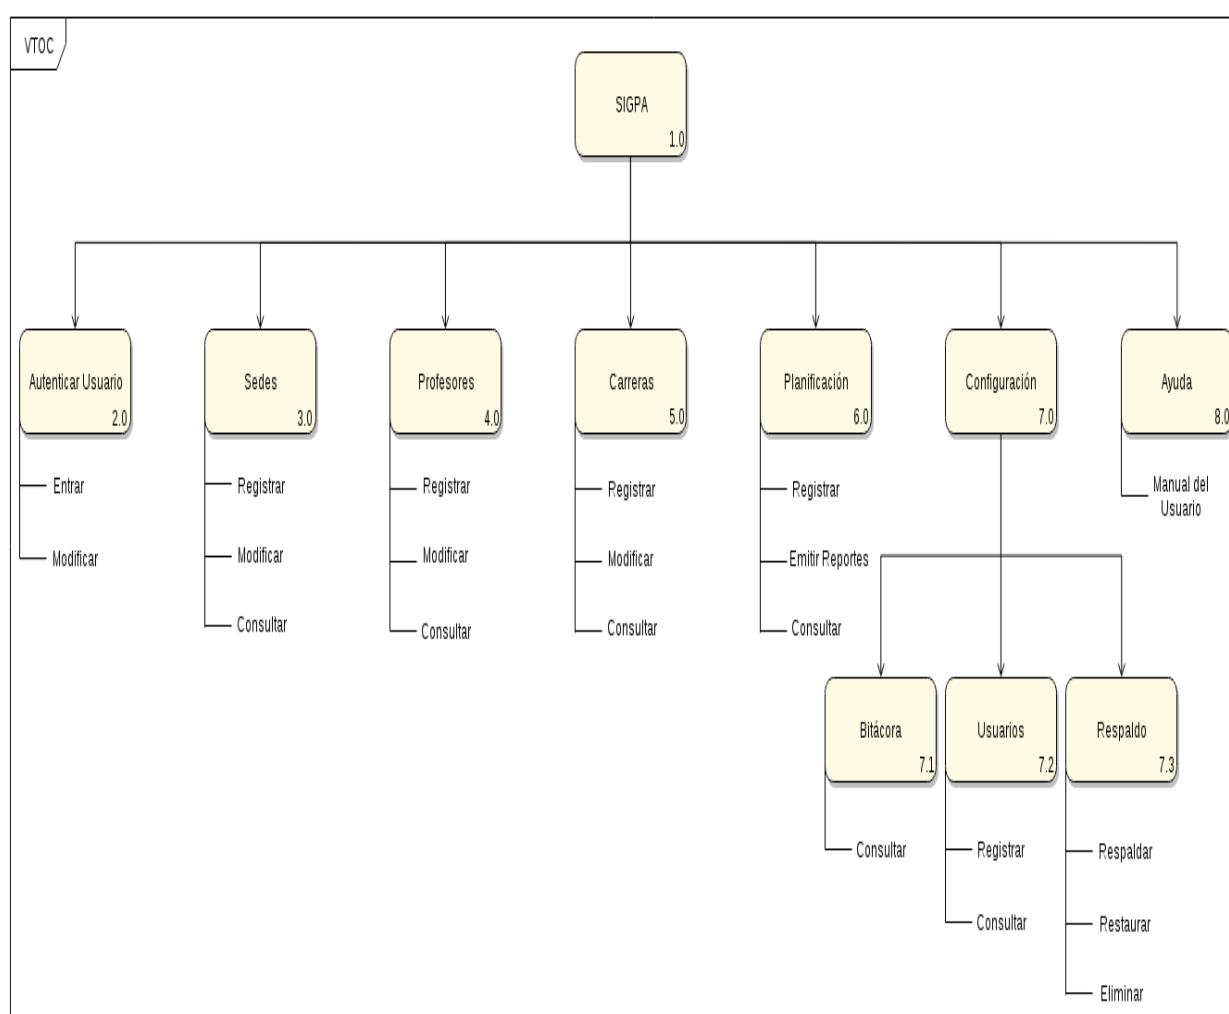 VTOC
SIGPA
1.0
Autenticar Usuario
2.0
Entrar
Modificar
Sedes
3.0
Registrar
Modificar
Consultar
Profesores
4.0
Registrar
Modificar
Consultar
Carreras
5.0
Registrar
Modificar
Consultar
Planificación
6.0
Registrar
Emitir Reportes
Consultar
Configuración
7.0
Bitácora
7.1
Consultar
Usuarios
7.2
Registrar
Consultar
Respaldo
7.3
Respaldar
Restaurar
Eliminar
Ayuda
8.0
Manual del
Usuario